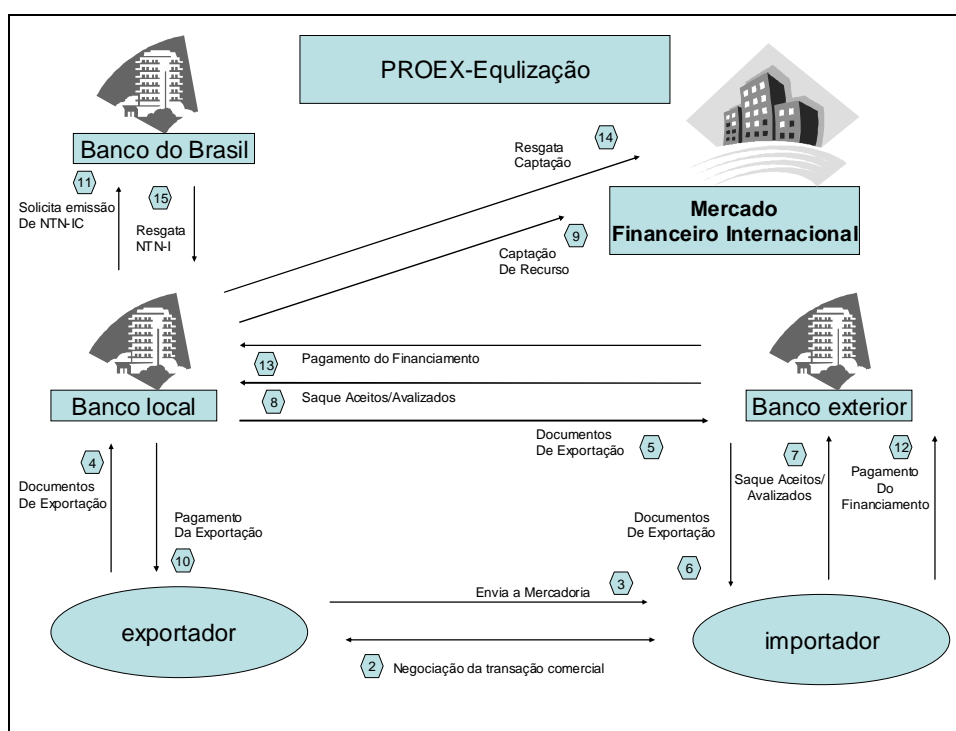 PROEX-Equlização
Banco do Brasil
11
Solicita emissão
De NTN-IC
15
Resgata
NTN-I
14
Resgata
Captação
9
Captação
De Recurso
Mercado
Financeiro Internacional
13
Pagamento do Financiamento
8
Saque Aceitos/Avalizados
Banco local
Banco exterior
Documentos
De Exportação
5
4
Documentos
De Exportação
Pagamento
Da Exportação
10
7
Saque Aceitos/
Avalizados
12
Pagamento
Do
Financiamento
Documentos
De Exportação
6
3
Envia a Mercadoria
exportador
importador
2
Negociação da transação comercial